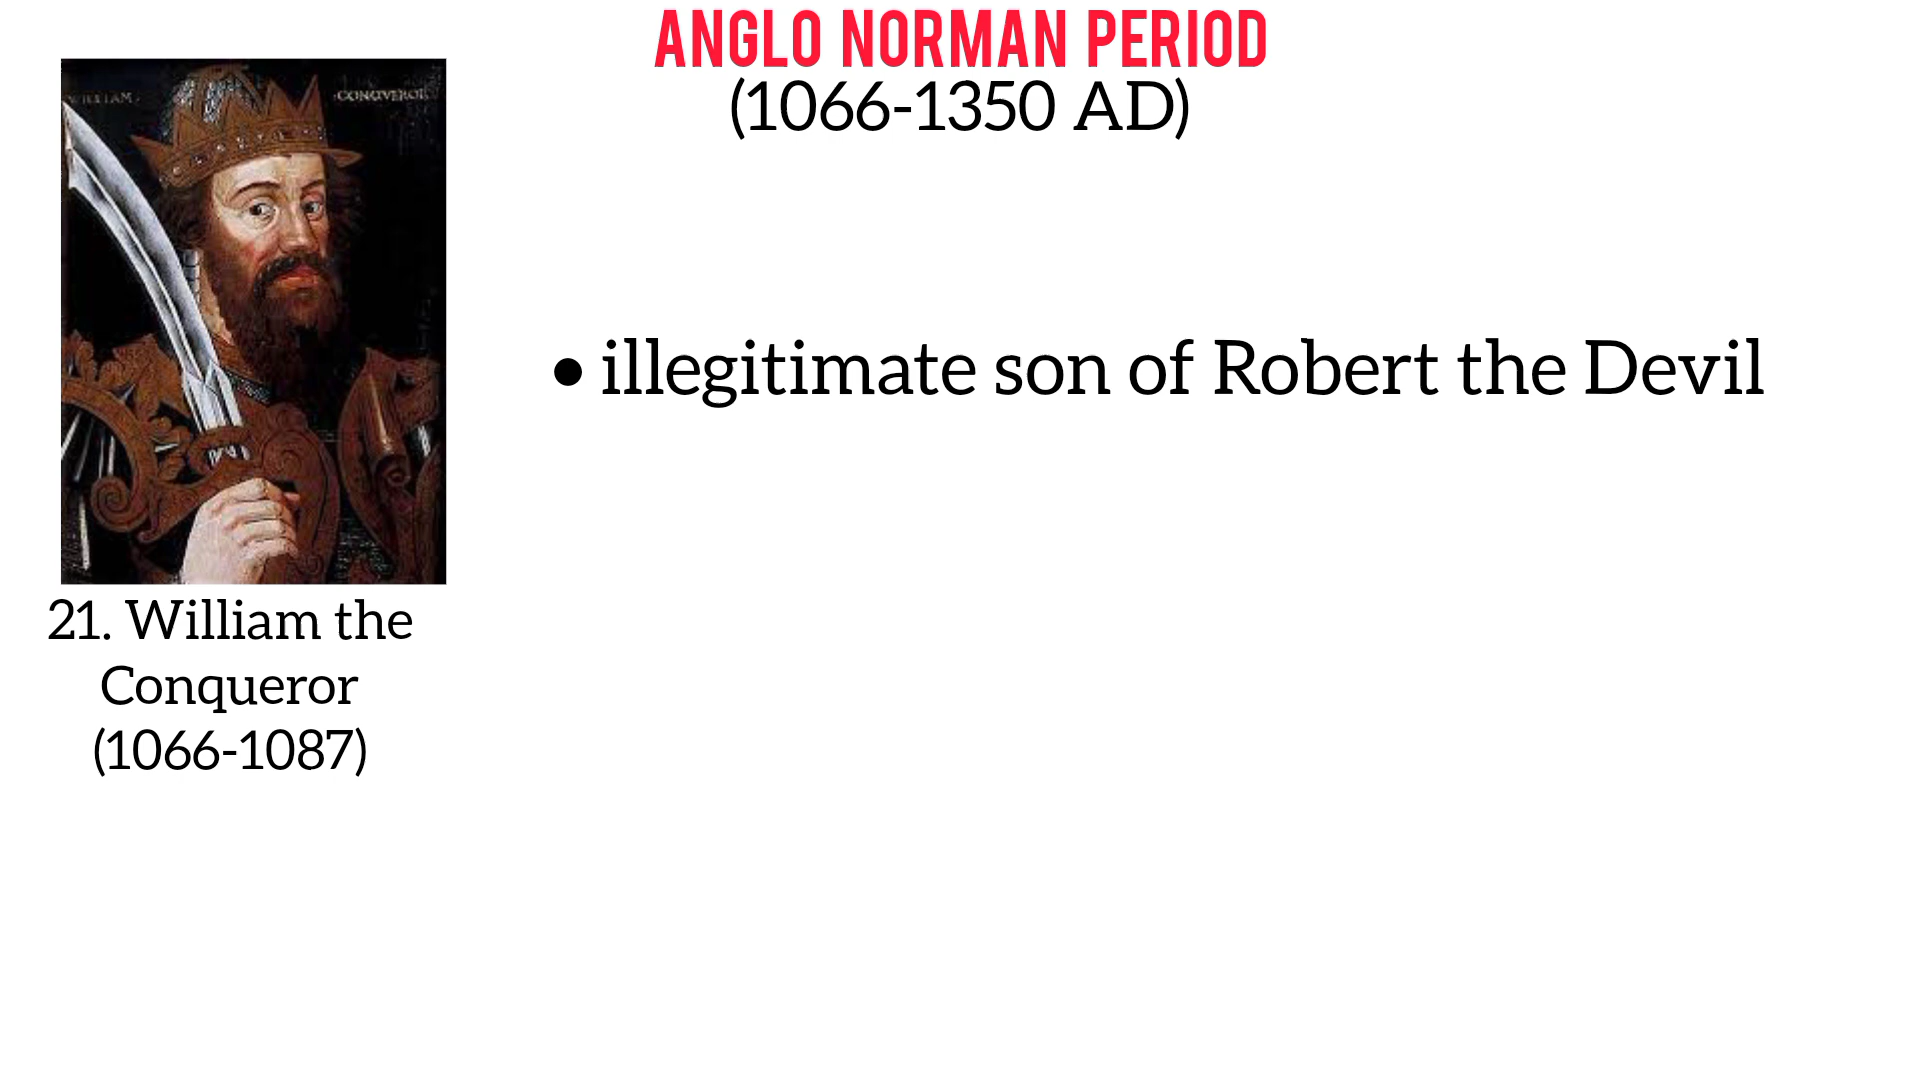 ANGLO NORMAN PERIOD
(1066-1350 AD)
WILLIAM
CONQVEROR
• illegitimate son of Robert the Devil
21. William the
Conqueror
(1066-1087)